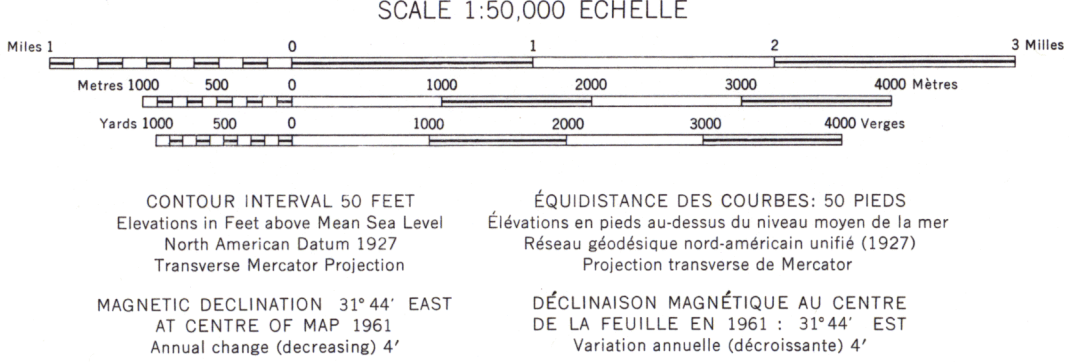 SCALE 1:50,000 ÉCHELLE
Miles 1 0 1 2 3 Milles
Metres 1000 500 0 1000 2000 3000 4000 Mètres
Yards 1000 500 0 1000 2000 3000 4000 Verges
CONTOUR INTERVAL 50 FEET
Elevations in Feet above Mean Sea Level
North American Datum 1927
Transverse Mercator Projection
ÉQUIDISTANCE DES COURBES: 50 PIEDS
Élévations en pieds au-dessus du niveau moyen de la mer
Réseau géodésique nord-américain unifié (1927)
Projection transverse de Mercator
MAGNETIC DECLINATION 31° 44′ EAST
AT CENTRE OF MAP 1961
Annual change (decreasing) 4′
DÉCLINAISON MAGNÉTIQUE AU CENTRE
DE LA FEUILLE EN 1961 : 31° 44′ EST
Variation annuelle (décroissante) 4′